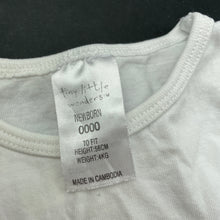 tiny little
wonders
NEWBORN
0000
TO FIT
HEIGHT:56CM
WEIGHT:4KG
MADE IN CAMBODIA